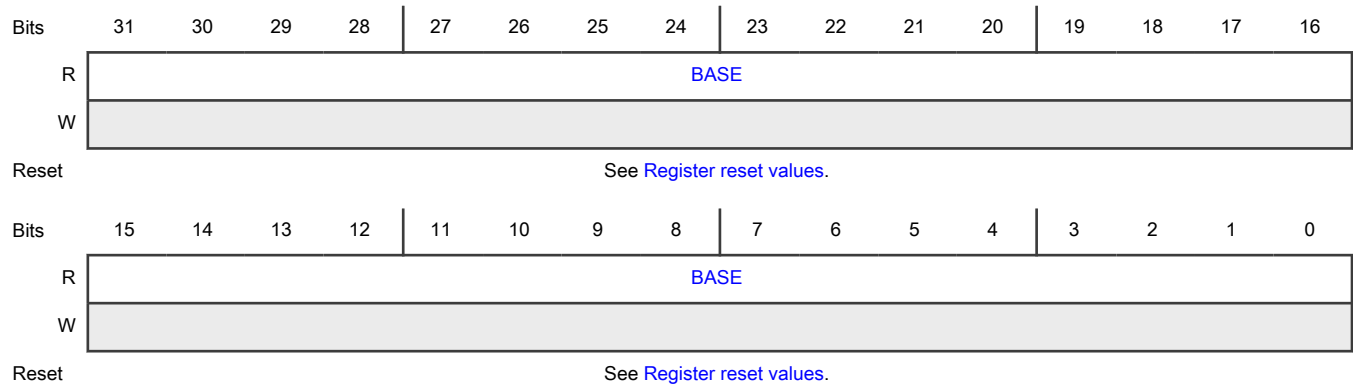 Bits 31 30 29 28 27 26 25 24 23 22 21 20 19 18 17 16
R BASE
W
Reset See Register reset values.
Bits 15 14 13 12 11 10 9 8 7 6 5 4 3 2 1 0
R BASE
W
Reset See Register reset values.